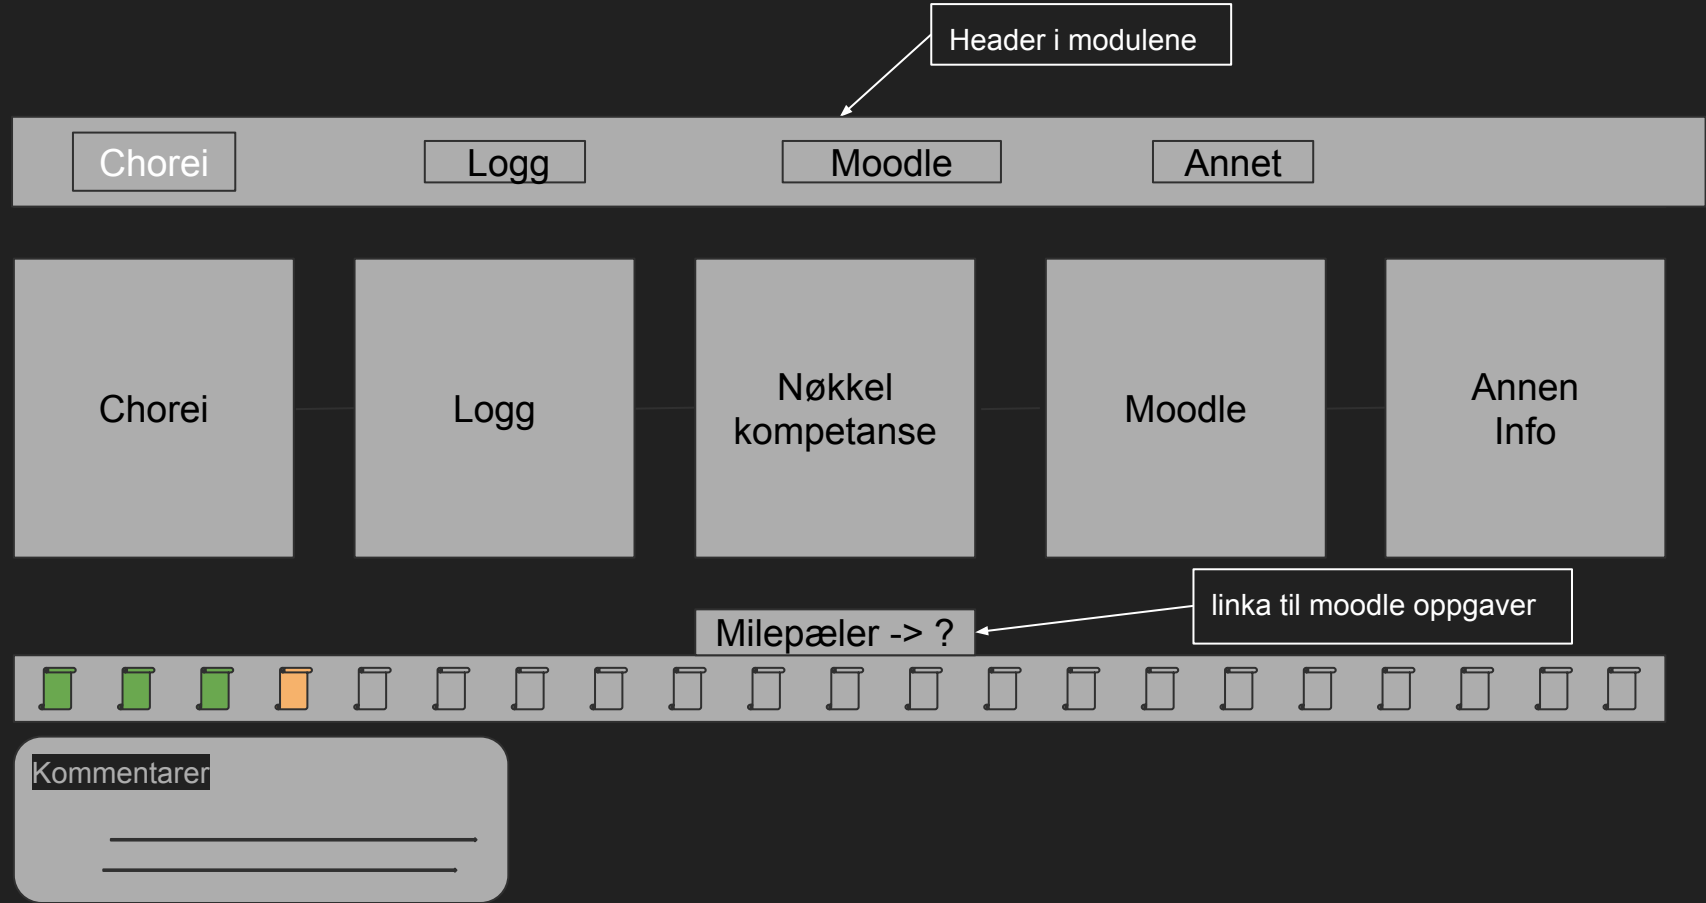 Header i modulene
Chorei
Logg
Moodle
Annet
Chorei
Logg
Nøkkel
kompetanse
Moodle
Annen
Info
linka til moodle oppgaver
Milepæler -> ?
Kommentarer